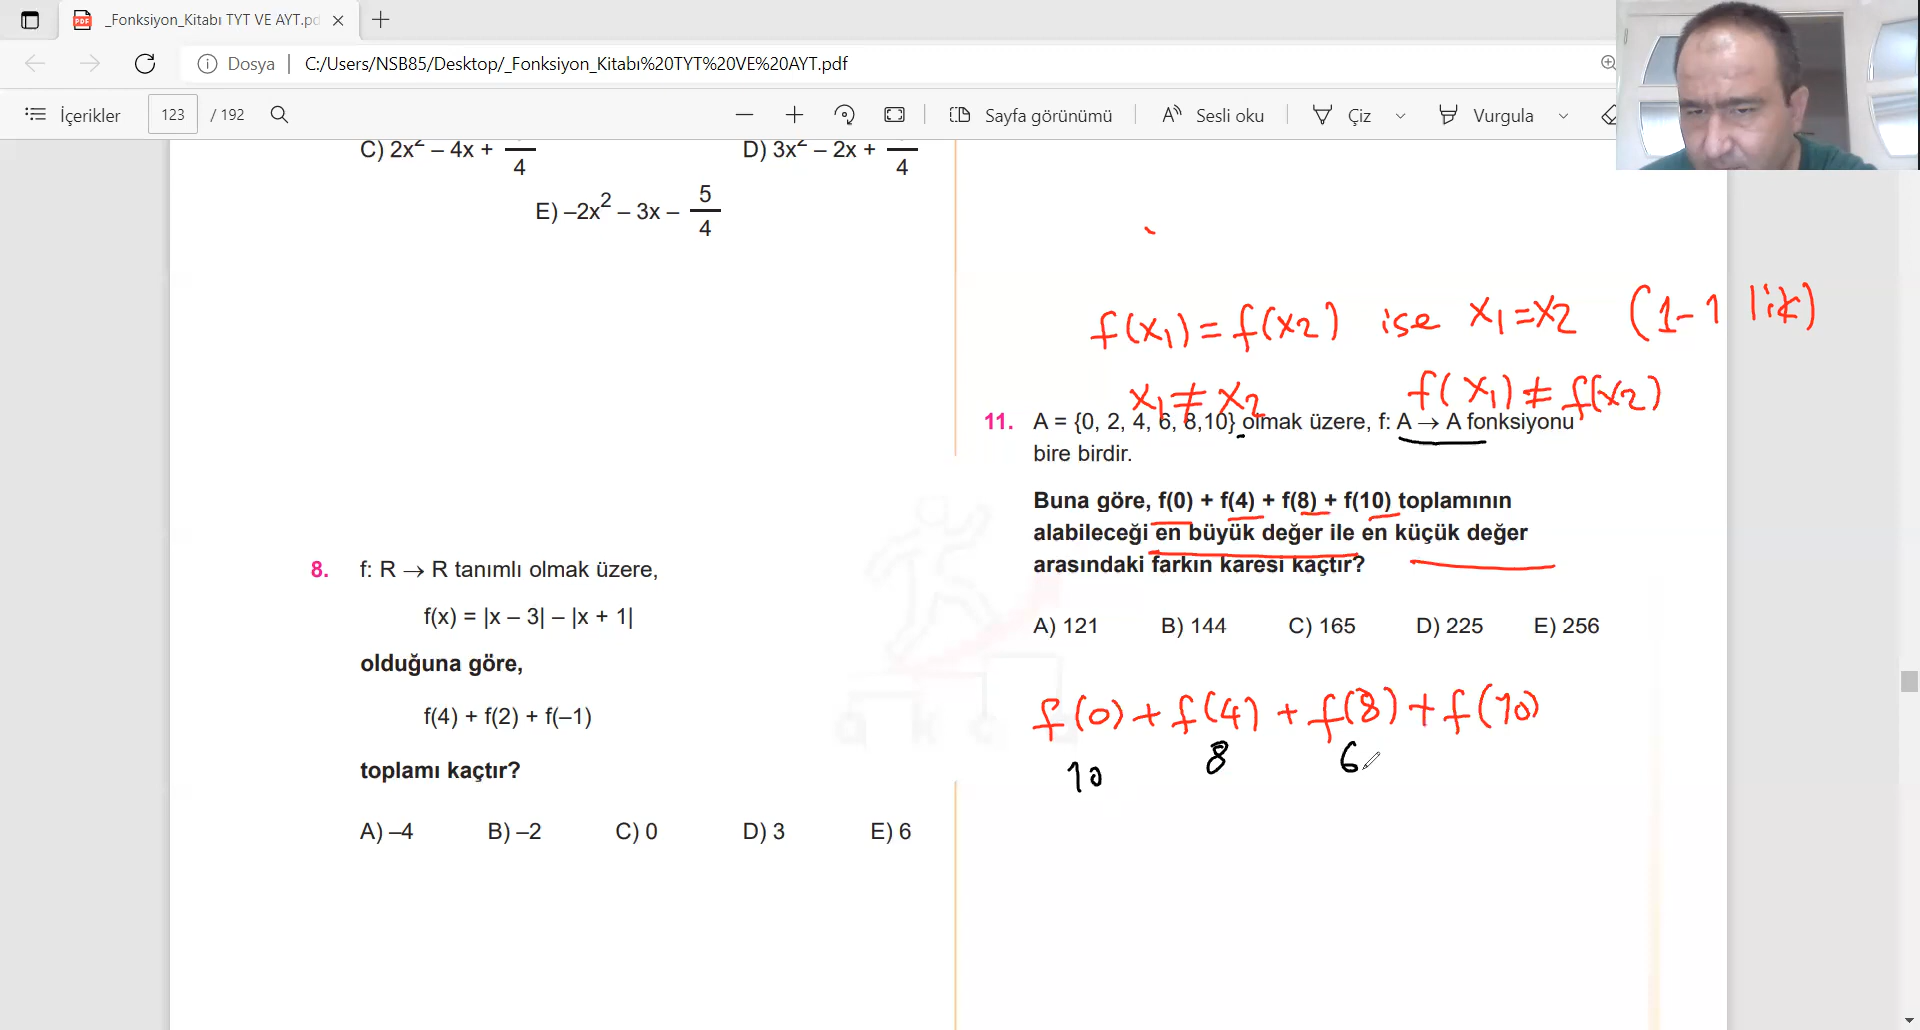 _Fonksiyon_Kitabı TYT VE AYT.pd
Dosya | C:/Users/NSB85/Desktop/_Fonksiyon_Kitabı%20TYT%20VE%20AYT.pdf
İçerikler 123 / 192 Sayfa görünümü Sesli oku Çiz Vurgula
C) 2x² – 4x + /4 D) 3x² – 2x + /4
E) –2x² – 3x – 5/4
8. f: R → R tanımlı olmak üzere,
f(x) = |x – 3| – |x + 1|
olduğuna göre,
f(4) + f(2) + f(–1)
toplamı kaçtır?
A) –4 B) –2 C) 0 D) 3 E) 6
f(x₁) = f(x₂) ise x₁=x₂ (1-1 lik)
x₁ ≠ x₂ f(x₁) ≠ f(x₂)
11. A = {0, 2, 4, 6, 8,10} olmak üzere, f: A → A fonksiyonu
bire birdir.
Buna göre, f(0) + f(4) + f(8) + f(10) toplamının
alabileceği en büyük değer ile en küçük değer
arasındaki farkın karesi kaçtır?
A) 121 B) 144 C) 165 D) 225 E) 256
f(0) + f(4) + f(8) + f(10)
10 8 6